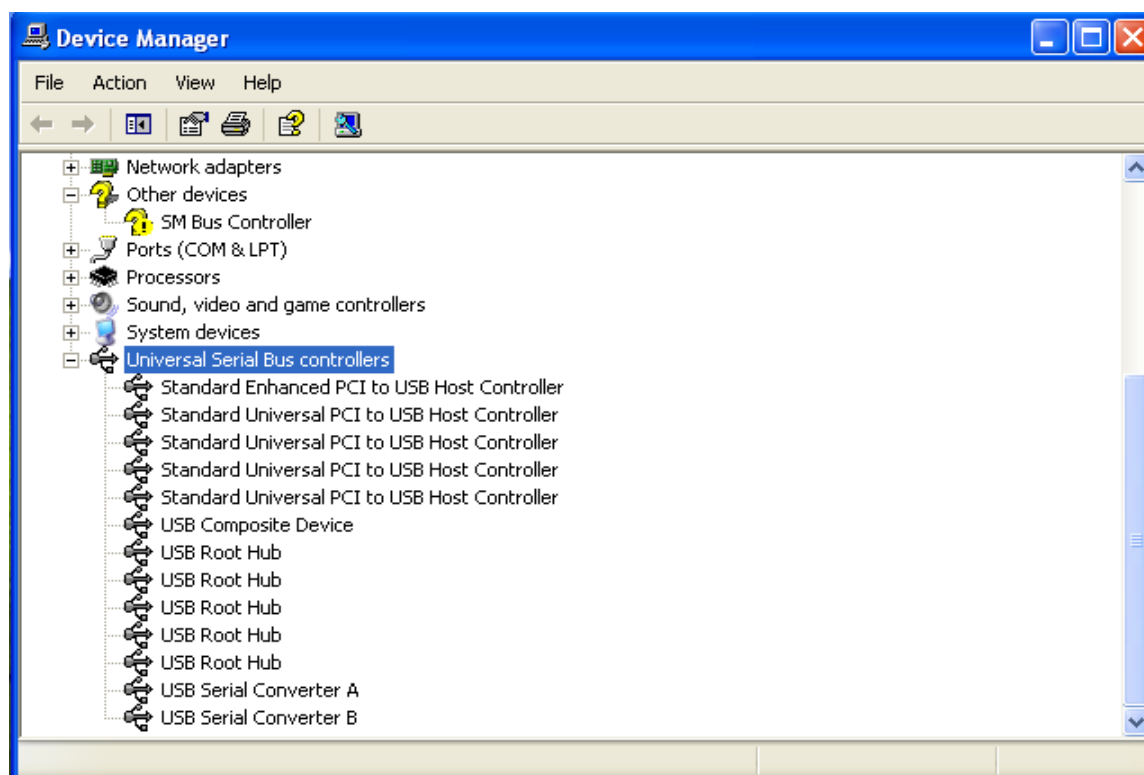 Device Manager
File Action View Help
Network adapters
Other devices
SM Bus Controller
Ports (COM & LPT)
Processors
Sound, video and game controllers
System devices
Universal Serial Bus controllers
Standard Enhanced PCI to USB Host Controller
Standard Universal PCI to USB Host Controller
Standard Universal PCI to USB Host Controller
Standard Universal PCI to USB Host Controller
Standard Universal PCI to USB Host Controller
USB Composite Device
USB Root Hub
USB Root Hub
USB Root Hub
USB Root Hub
USB Root Hub
USB Serial Converter A
USB Serial Converter B